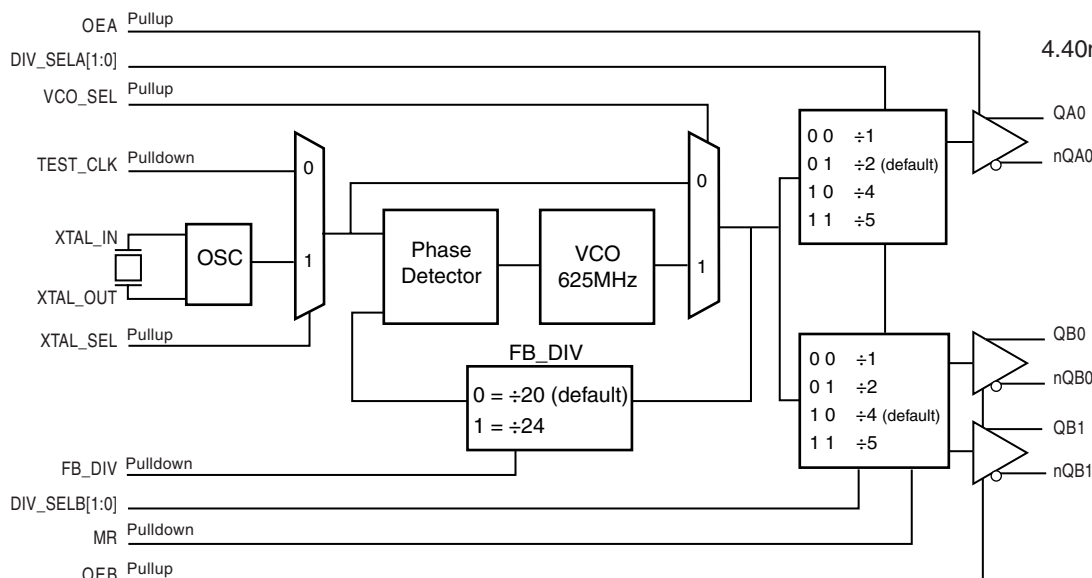 OEA Pullup
DIV_SELA[1:0]
VCO_SEL Pullup
TEST_CLK Pulldown
XTAL_IN
XTAL_OUT
XTAL_SEL Pullup
OSC
0
1
Phase
Detector
VCO
625MHz
0
1
FB_DIV
0 = ÷20 (default)
1 = ÷24
FB_DIV Pulldown
DIV_SELB[1:0]
MR Pulldown
OEB Pullup
0 0 ÷1
0 1 ÷2 (default)
1 0 ÷4
1 1 ÷5
0 0 ÷1
0 1 ÷2
1 0 ÷4 (default)
1 1 ÷5
QA0
nQA0
QB0
nQB0
QB1
nQB1